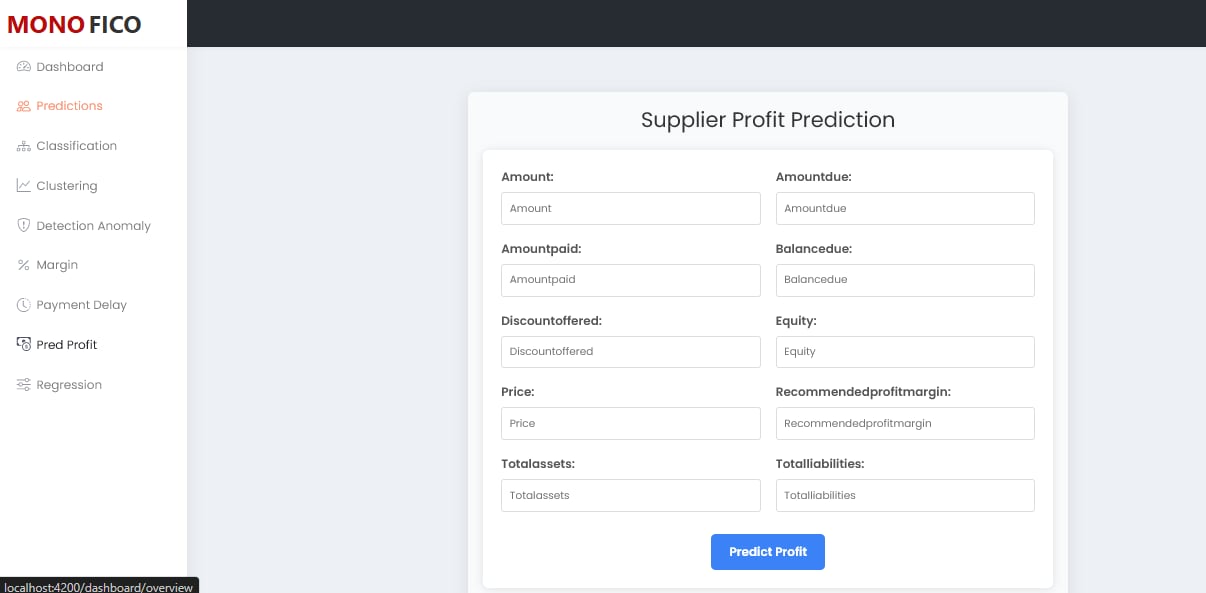 MONO FICO
Dashboard
Predictions
Classification
Clustering
Detection Anomaly
Margin
Payment Delay
Pred Profit
Regression
Supplier Profit Prediction
Amount: Amountdue:
Amount Amountdue
Amountpaid: Balancedue:
Amountpaid Balancedue
Discountoffered: Equity:
Discountoffered Equity
Price: Recommendedprofitmargin:
Price Recommendedprofitmargin
Totalassets: Totalliabilities:
Totalassets Totalliabilities
Predict Profit
localhost:4200/dashboard/overview